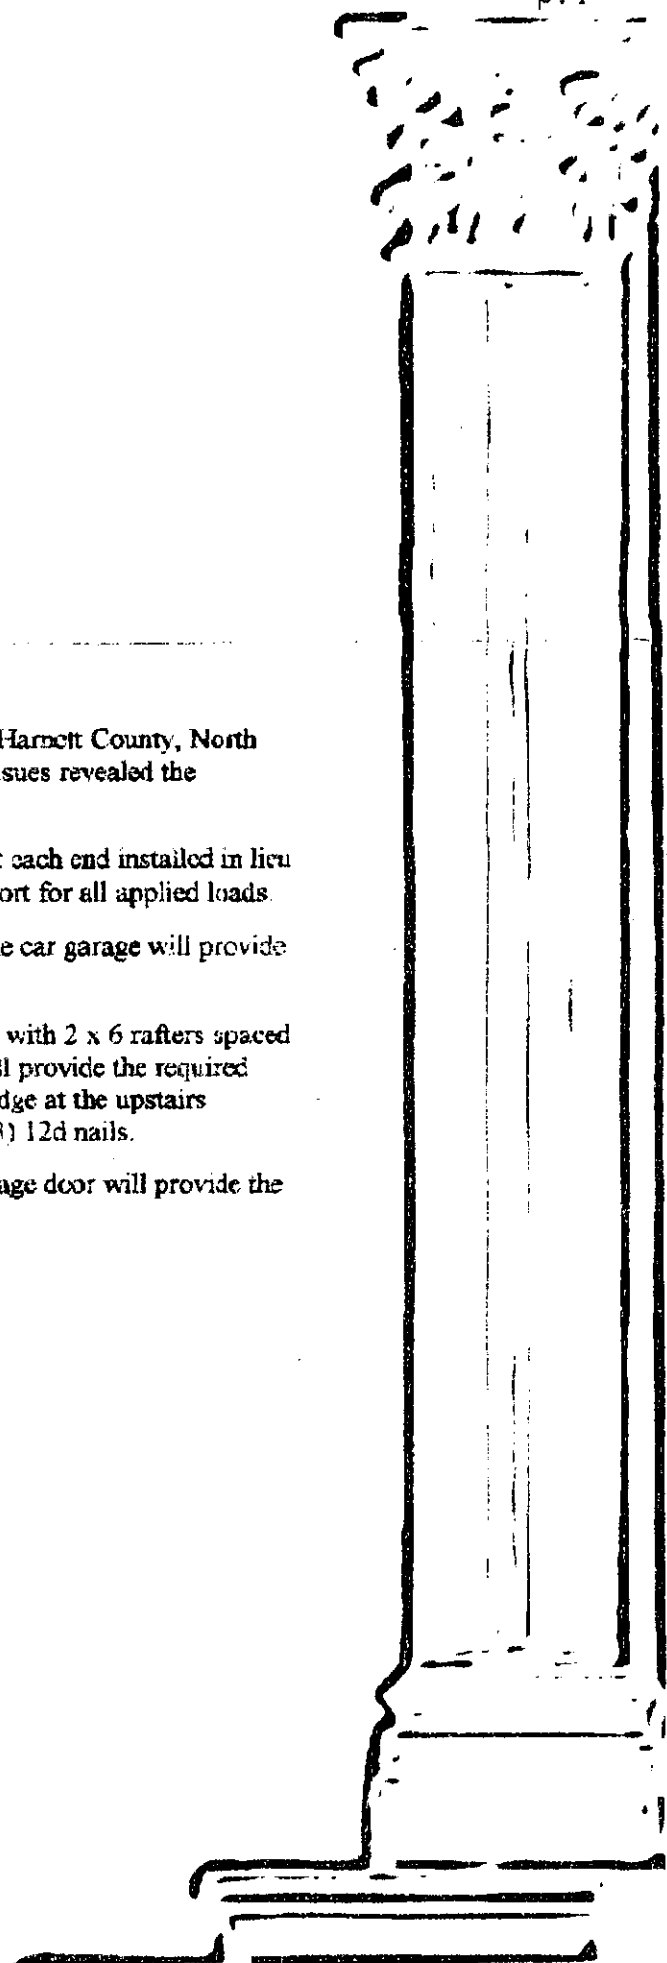 Harnett County, North
sues revealed the
each end installed in lieu
ort for all applied loads.
e car garage will provide
with 2 x 6 rafters spaced
ll provide the required
dge at the upstairs
) 12d nails.
age door will provide the